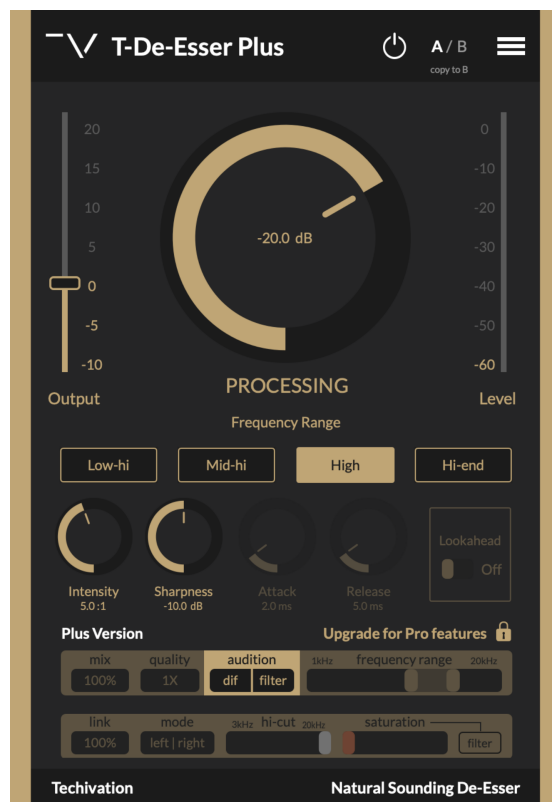 T-De-Esser Plus
A / B
copy to B
20
15
10
5
0
-5
-10
Output
-20.0 dB
PROCESSING
0
-10
-20
-30
-40
-50
-60
Level
Frequency Range
Low-hi Mid-hi High Hi-end
Intensity Sharpness Attack Release
5.0 :1 -10.0 dB 2.0 ms 5.0 ms
Lookahead
Off
Plus Version Upgrade for Pro features
mix quality audition 1kHz frequency range 20kHz
100% 1X dif filter
link mode 3kHz hi-cut 20kHz saturation
100% left | right filter
Techivation Natural Sounding De-Esser